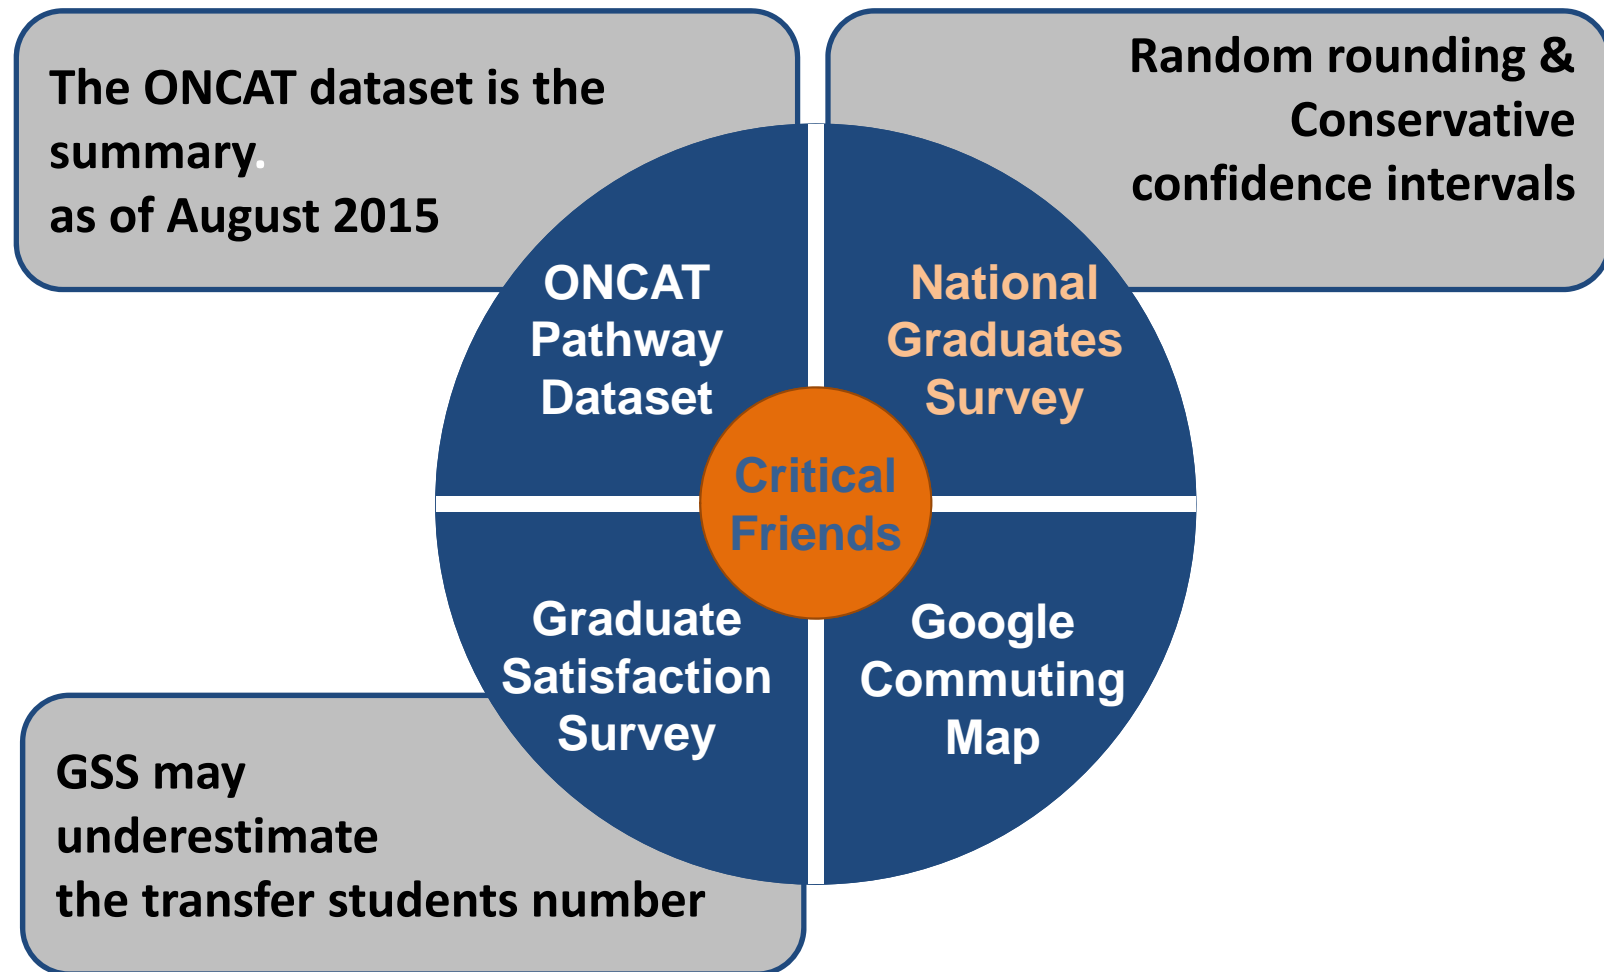 The ONCAT dataset is the
summary.
as of August 2015
Random rounding &
Conservative
confidence intervals
ONCAT
Pathway
Dataset
National
Graduates
Survey
Critical
Friends
Graduate
Satisfaction
Survey
Google
Commuting
Map
GSS may
underestimate
the transfer students number